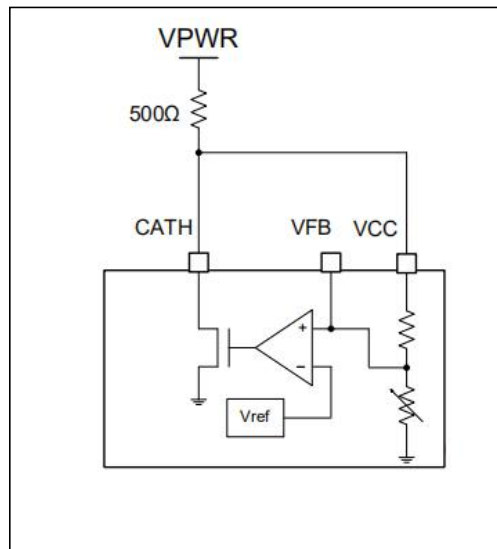 VPWR
500Ω
CATH VFB VCC
+
−
Vref